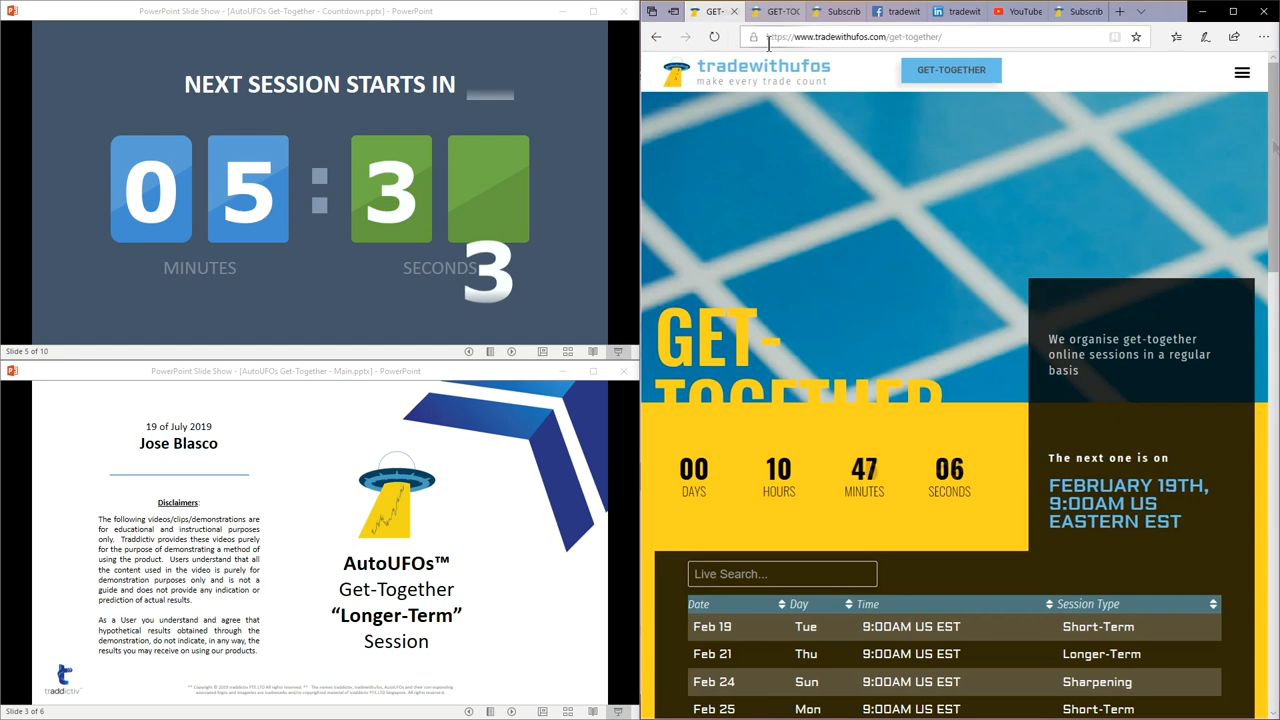 PowerPoint Slide Show - [AutoUFOs Get-Together - Countdown.pptx] - PowerPoint
NEXT SESSION STARTS IN
05:3
3
MINUTES
SECONDS
Slide 5 of 10
PowerPoint Slide Show - [AutoUFOs Get-Together - Main.pptx] - PowerPoint
19 of July 2019
Jose Blasco
Disclaimers:
The following videos/clips/demonstrations are
for educational and instructional purposes
only. Traddictiv provides these videos purely
for the purpose of demonstrating a method of
using the product. Users understand that all
the content used in the video is purely for
demonstration purposes only and is not a
guide and does not provide any indication or
prediction of actual results.
As a User you understand and agree that
hypothetical results obtained through the
demonstration, do not indicate, in any way, the
results you may receive on using our products.
traddictiv
AutoUFOs™
Get-Together
“Longer-Term”
Session
Slide 3 of 6
GET-TOG
Subscri
tradew
YouTube
https://www.tradewithufos.com/get-together/
tradewithufos
make every trade count
GET-TOGETHER
GET-
TOGETHER
We organise get-together
online sessions in a regular
basis
00 10 47 06
DAYS HOURS MINUTES SECONDS
The next one is on
FEBRUARY 19TH,
9:00AM US
EASTERN EST
Live Search...
Date Day Time Session Type
Feb 19 Tue 9:00AM US EST Short-Term
Feb 21 Thu 9:00AM US EST Longer-Term
Feb 24 Sun 9:00AM US EST Shamining
Mon 9:00AM US EST Short-Term